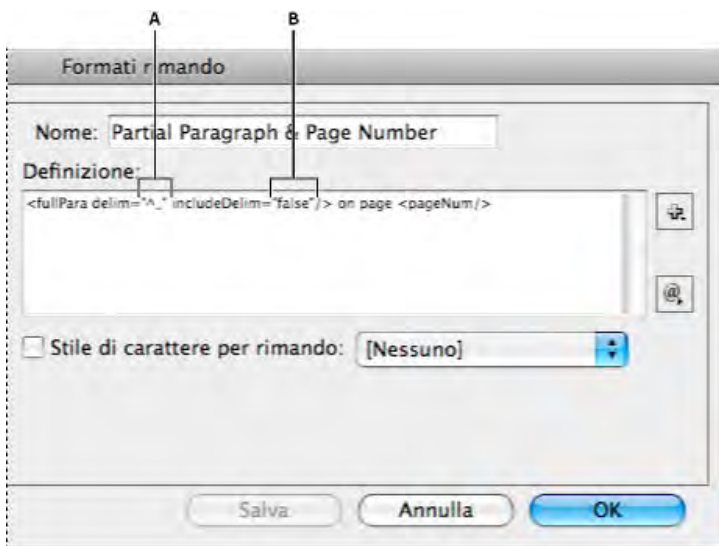 A B
Formati rimando
Nome: Partial Paragraph & Page Number
Definizione:
<fullPara delim="^_" includeDelim="false"/> on page <pageNum/>
Stile di carattere per rimando: [Nessuno]
Salva Annulla OK